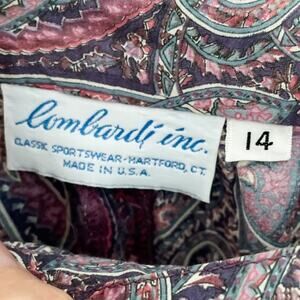 Lombardi inc.
CLASSIC SPORTSWEAR-HARTFORD, CT.
MADE IN U.S.A.
14